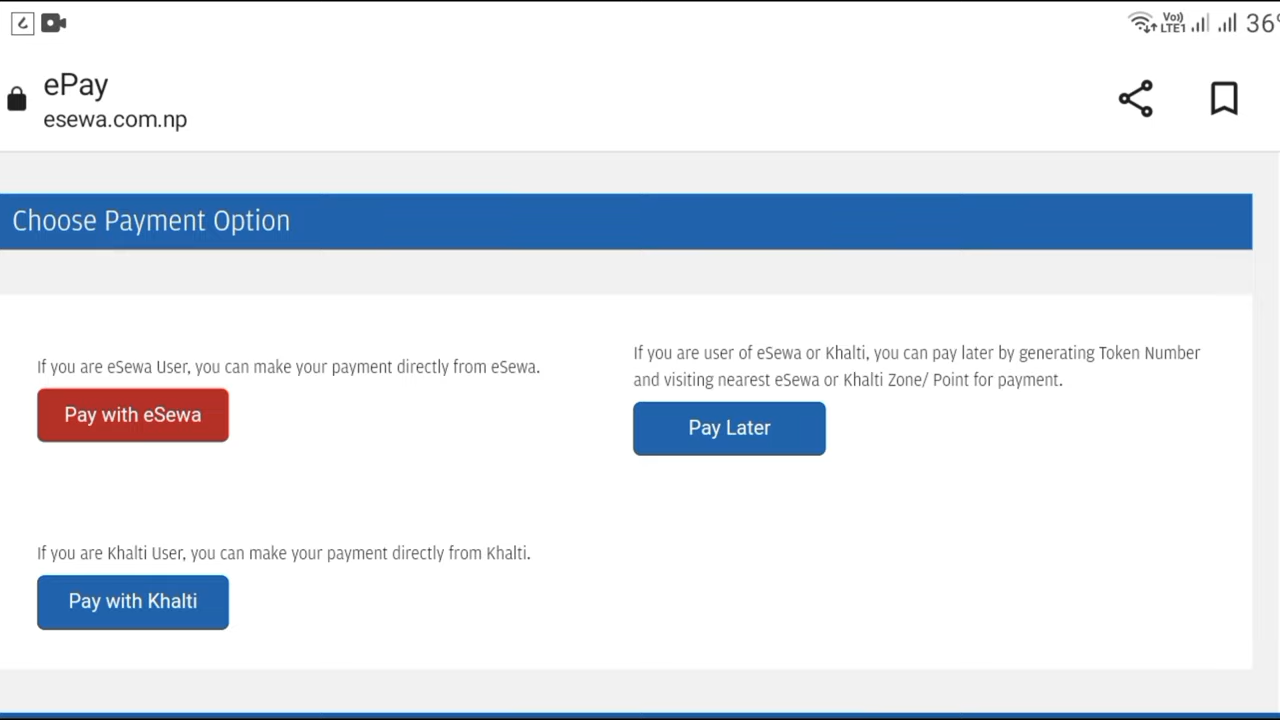 Vo)) LTE1 36
ePay
esewa.com.np
Choose Payment Option
If you are eSewa User, you can make your payment directly from eSewa.
Pay with eSewa
If you are user of eSewa or Khalti, you can pay later by generating Token Number
and visiting nearest eSewa or Khalti Zone/ Point for payment.
Pay Later
If you are Khalti User, you can make your payment directly from Khalti.
Pay with Khalti